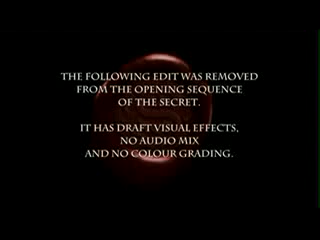 THE FOLLOWING EDIT WAS REMOVED
FROM THE OPENING SEQUENCE
OF THE SECRET.
IT HAS DRAFT VISUAL EFFECTS,
NO AUDIO MIX
AND NO COLOUR GRADING.